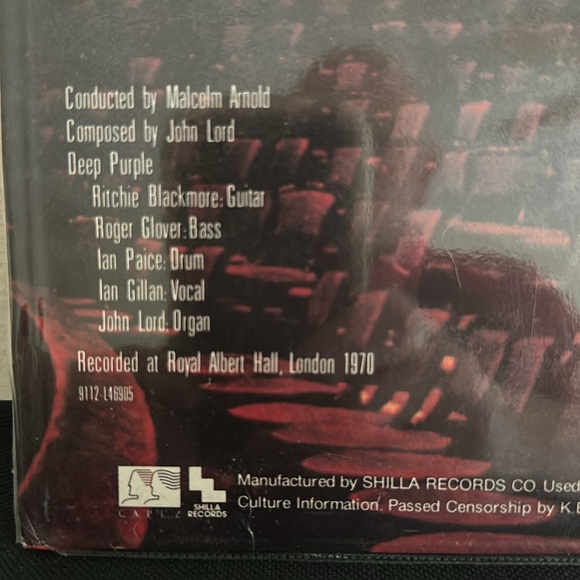 Conducted by Malcolm Arnold
Composed by John Lord
Deep Purple
Ritchie Blackmore: Guitar
Roger Glover: Bass
Ian Paice: Drum
Ian Gillan: Vocal
John Lord: Organ
Recorded at Royal Albert Hall, London 1970
9112-L46905
SHILLA
RECORDS
Manufactured by SHILLA RECORDS CO. Used
Culture Information. Passed Censorship by K.E